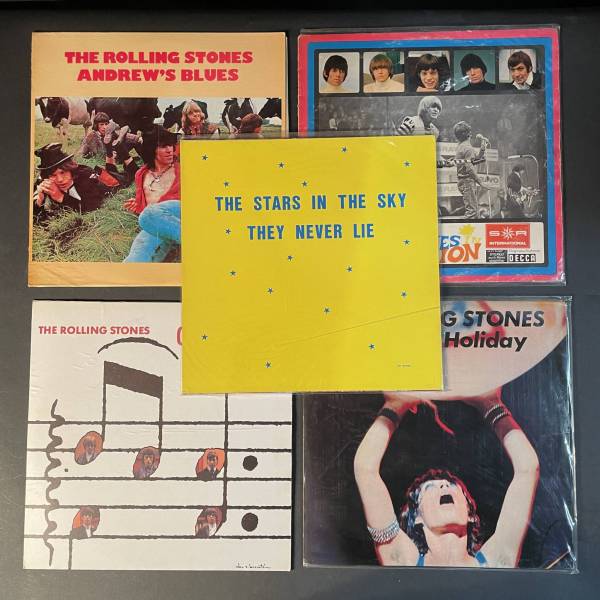 THE ROLLING STONES
ANDREW'S BLUES
S R
INTERNATIONAL
DECCA
ION
THE STARS IN THE SKY
THEY NEVER LIE
THE ROLLING STONES
G STONES
Holiday